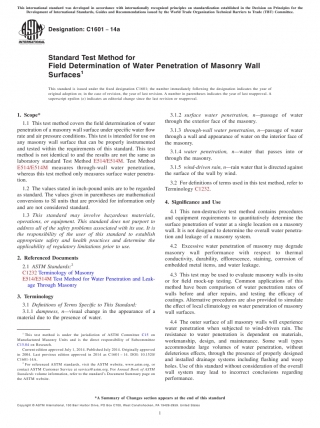 This international standard was developed in accordance with internationally recognized principles on standardization established in the Decision on Principles for the
Development of International Standards, Guides and Recommendations issued by the World Trade Organization Technical Barriers to Trade (TBT) Committee.
Designation: C1601 − 14a
Standard Test Method for
Field Determination of Water Penetration of Masonry Wall
Surfaces1
This standard is issued under the fixed designation C1601; the number immediately following the designation indicates the year of
original adoption or, in the case of revision, the year of last revision. A number in parentheses indicates the year of last reapproval. A
superscript epsilon (ε) indicates an editorial change since the last revision or reapproval.
1. Scope*
1.1 This test method covers the field determination of water
penetration of a masonry wall surface under specific water flow
rate and air pressure conditions. This test is intended for use on
any masonry wall surface that can be properly instrumented
and tested within the requirements of this standard. This test
method is not identical to and the results are not the same as
laboratory standard Test Method E514/E514M. Test Method
E514/E514M measures through-wall water penetration,
whereas this test method only measures surface water penetra-
tion.
1.2 The values stated in inch-pound units are to be regarded
as standard. The values given in parentheses are mathematical
conversions to SI units that are provided for information only
and are not considered standard.
1.3 This standard may involve hazardous materials,
operations, or equipment. This standard does not purport to
address all of the safety problems associated with its use. It is
the responsibility of the user of this standard to establish
appropriate safety and health practices and determine the
applicability of regulatory limitations prior to use.
2. Referenced Documents
2.1 ASTM Standards:2
C1232 Terminology of Masonry
E514/E514M Test Method for Water Penetration and Leak-
age Through Masonry
3. Terminology
3.1 Definitions of Terms Specific to This Standard:
3.1.1 dampness, n—visual change in the appearance of a
material due to the presence of water.
1 This test method is under the jurisdiction of ASTM Committee C15 on
Manufactured Masonry Units and is the direct responsibility of Subcommittee
C15.04 on Research.
Current edition approved July 1, 2014. Published July 2014. Originally approved
in 2004. Last previous edition approved in 2014 as C1601 – 14. DOI: 10.1520/
C1601-14A.
2 For referenced ASTM standards, visit the ASTM website, www.astm.org, or
contact ASTM Customer Service at service@astm.org. For Annual Book of ASTM
Standards volume information, refer to the standard's Document Summary page on
the ASTM website.
3.1.2 surface water penetration, n—passage of water
through the exterior face of the masonry.
3.1.3 through-wall water penetration, n—passage of water
through a wall and appearance of water on the interior face of
the masonry.
3.1.4 water penetration, n—water that passes into or
through the masonry.
3.1.5 wind-driven rain, n—rain water that is directed against
the surface of the wall by wind.
3.2 For definitions of terms used in this test method, refer to
Terminology C1232.
4. Significance and Use
4.1 This non-destructive test method contains procedures
and equipment requirements to quantitatively determine the
surface penetration of water at a single location on a masonry
wall. It is not designed to determine the overall water penetra-
tion and leakage of a masonry system.
4.2 Excessive water penetration of masonry may degrade
masonry wall performance with respect to thermal
conductivity, durability, efflorescence, staining, corrosion of
embedded metal items, and water leakage.
4.3 This test may be used to evaluate masonry walls in-situ
or for field mock-up testing. Common applications of this
method have been comparison of water penetration rates of
walls before and after repairs, and testing the efficacy of
coatings. Alternative procedures are also provided to simulate
the effect of local climatology on water penetration of masonry
wall surfaces.
4.4 The outer surface of all masonry walls will experience
water penetration when subjected to wind-driven rain. The
resistance to water penetration is dependent on materials,
workmanship, design, and maintenance. Some wall types
accommodate large volumes of water penetration, without
deleterious effects, through the presence of properly designed
and installed drainage systems including flashing and weep
holes. Use of this standard without consideration of the overall
wall system may lead to incorrect conclusions regarding
performance.
*A Summary of Changes section appears at the end of this standard
Copyright © ASTM International, 100 Barr Harbor Drive, PO Box C700, West Conshohocken, PA 19428-2959. United States
1